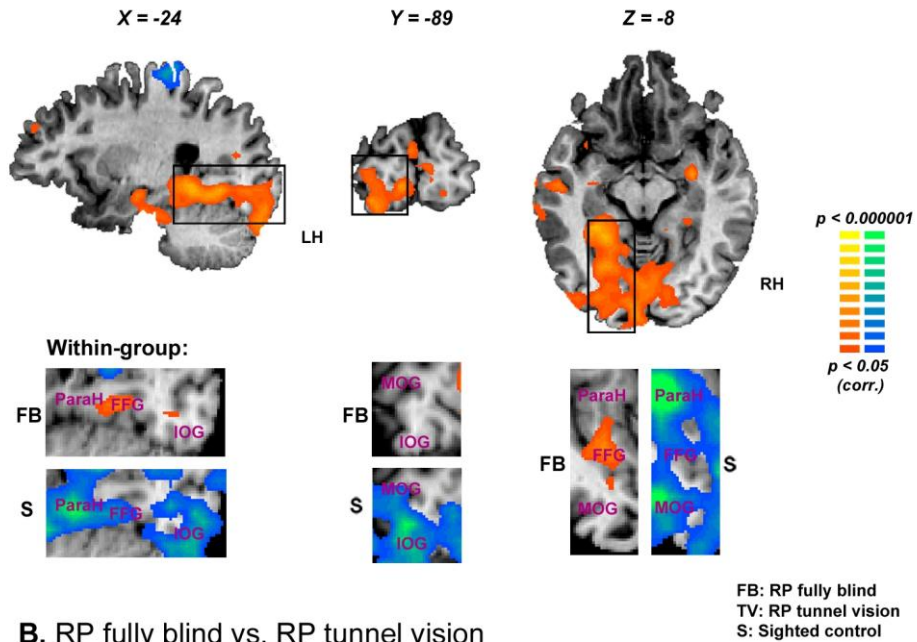 X = -24 Y = -89 Z = -8
LH
RH
p < 0.000001
p < 0.05
(corr.)
Within-group:
FB ParaH FFG IOG
S ParaH FFG IOG
FB MOG IOG
S MOG IOG
FB ParaH FFG MOG
ParaH FFG MOG S
FB: RP fully blind
TV: RP tunnel vision
S: Sighted control
B. RP fully blind vs. RP tunnel vision